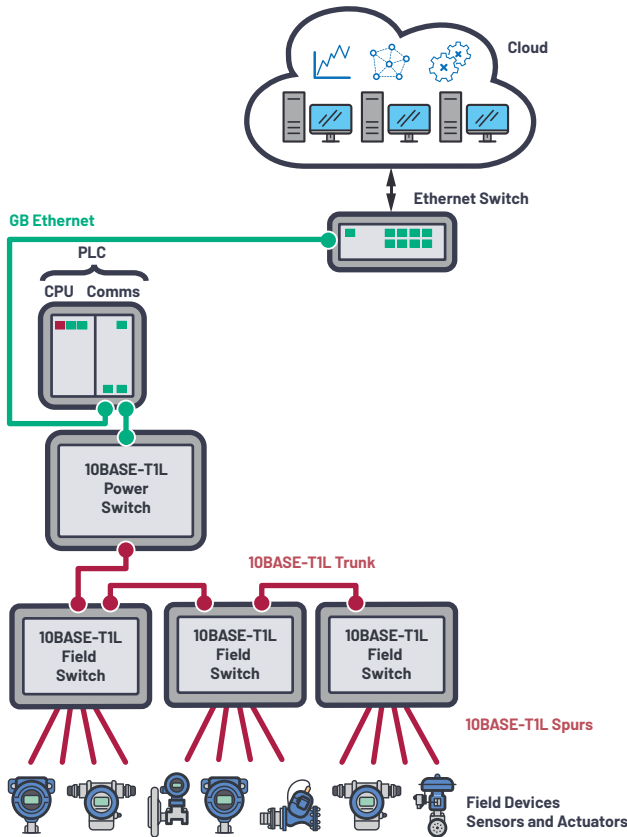 Cloud
Ethernet Switch
GB Ethernet
PLC
CPU Comms
10BASE-T1L
Power
Switch
10BASE-T1L Trunk
10BASE-T1L
Field
Switch
10BASE-T1L
Field
Switch
10BASE-T1L
Field
Switch
10BASE-T1L Spurs
Field Devices
Sensors and Actuators